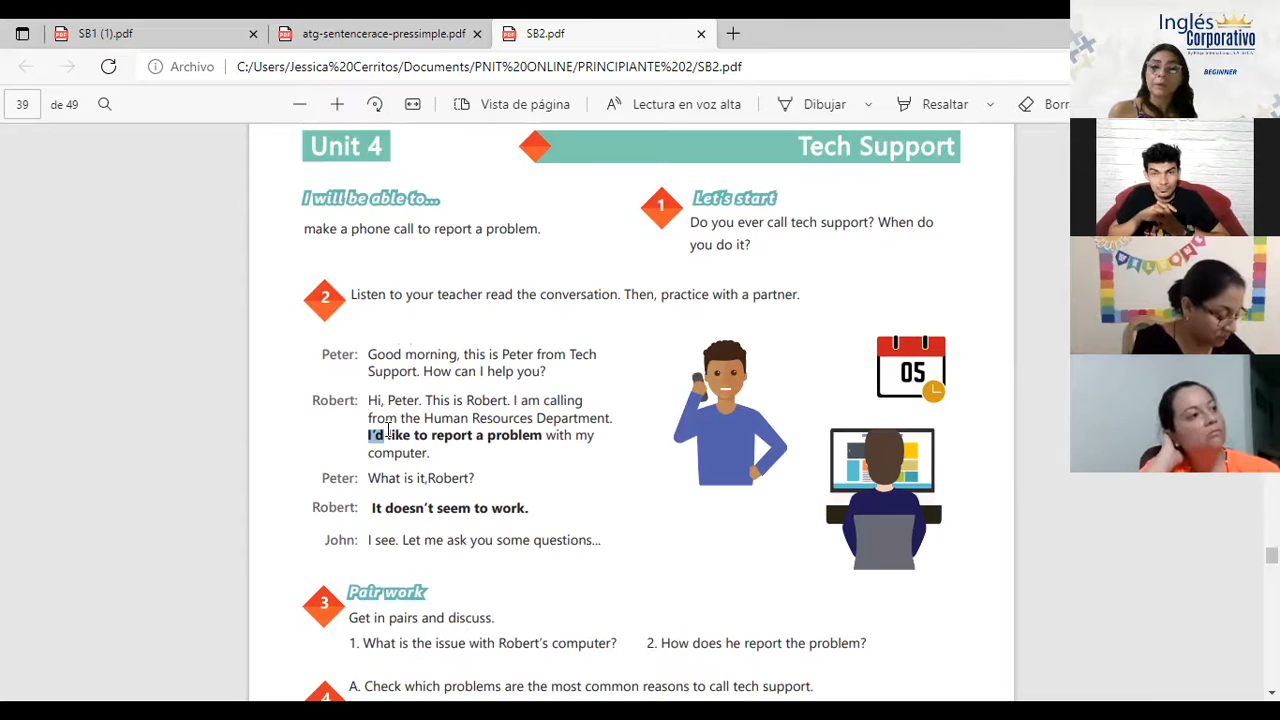 SB1 (1).pdf
atg-sentencerace-pressimple.pdf
SB2.pdf
Archivo
C:/Users/Jessica%20Cerritos/Documents/INIT%20ONLINE/PRINCIPIANTE%202/SB2.pdf
39
de 49
Vista de página
Lectura en voz alta
Dibujar
Resaltar
Borr
Inglés
Corporativo
BEGINNER
Unit 4
Tech Support
I will be able to...
make a phone call to report a problem.
1
Let's start
Do you ever call tech support? When do
you do it?
2
Listen to your teacher read the conversation. Then, practice with a partner.
Peter: Good morning, this is Peter from Tech
Support. How can I help you?
Robert: Hi, Peter. This is Robert. I am calling
from the Human Resources Department.
I'd like to report a problem with my
computer.
Peter: What is it,Robert?
Robert: It doesn't seem to work.
John: I see. Let me ask you some questions...
05
3
Pair work
Get in pairs and discuss.
1. What is the issue with Robert's computer?
2. How does he report the problem?
4
A. Check which problems are the most common reasons to call tech support.